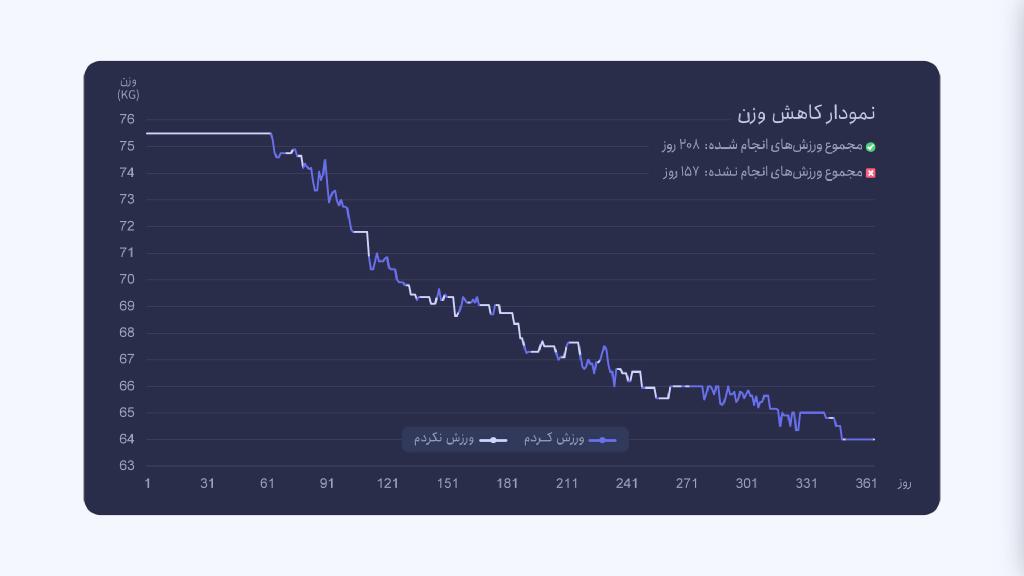 وزن
(KG)
نمودار کاهش وزن
مجموع ورزش‌های انجام شـده: ۲۰۸ روز
مجموع ورزش‌های انجام نشده: ۱۵۷ روز
76
75
74
73
72
71
70
69
68
67
66
65
64
63
ورزش کـردم
ورزش نکردم
1 31 61 91 121 151 181 211 241 271 301 331 361 روز